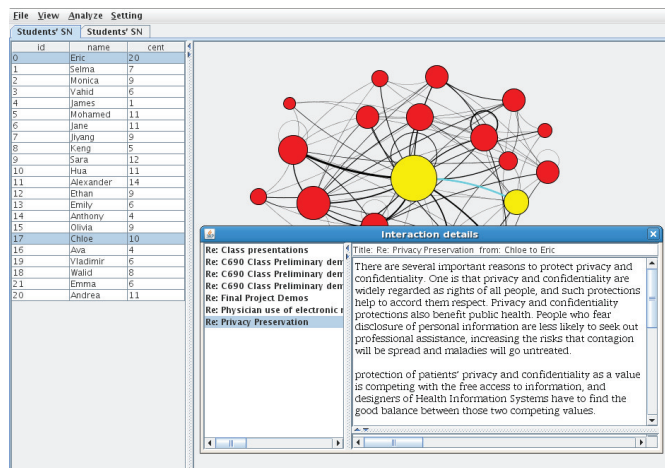 File View Analyze Setting
Students' SN Students' SN
id name cent
0 Eric 20
1 Selma 7
2 Monica 9
3 Vahid 6
4 James 1
5 Mohamed 11
6 Jane 11
7 Jiyang 9
8 Keng 5
9 Sara 12
10 Hua 11
11 Alexander 14
12 Ethan 9
13 Emily 6
14 Anthony 4
15 Olivia 9
17 Chloe 10
16 Ava 4
19 Vladimir 6
18 Walid 8
21 Emma 6
20 Andrea 11
Interaction details
Re: Class presentations
Re: C690 Class Preliminary dem
Re: C690 Class Preliminary dem
Re: C690 Class Preliminary dem
Re: Final Project Demos
Re: Physician use of electronic r
Re: Privacy Preservation
Title: Re: Privacy Preservation from: Chloe to Eric
There are several important reasons to protect privacy and
confidentiality. One is that privacy and confidentiality are
widely regarded as rights of all people, and such protections
help to accord them respect. Privacy and confidentiality
protections also benefit public health. People who fear
disclosure of personal information are less likely to seek out
professional assistance, increasing the risks that contagion
will be spread and maladies will go untreated.
protection of patients' privacy and confidentiality as a value
is competing with the free access to information, and
designers of Health Information Systems have to find the
good balance between those two competing values.